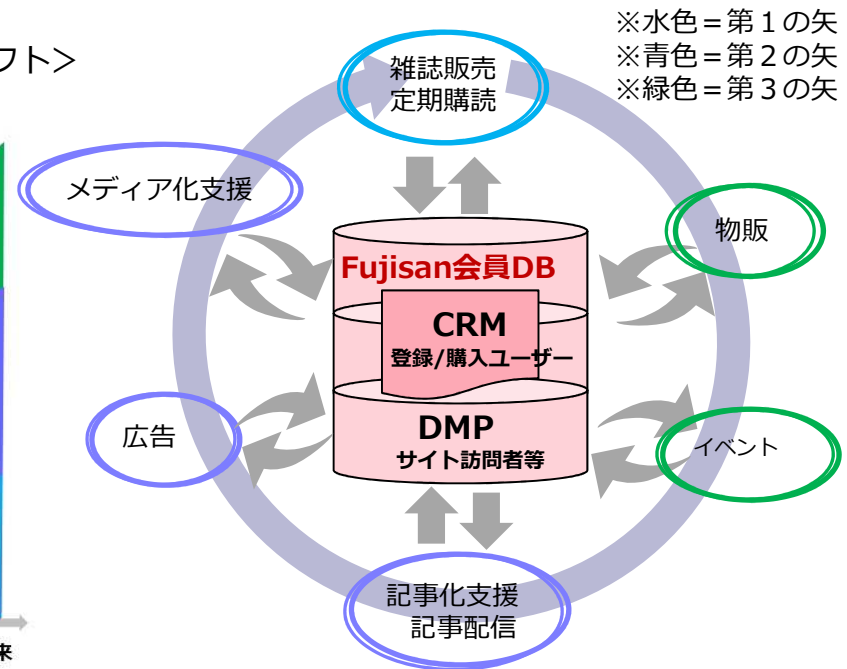 ※水色＝第１の矢
※青色＝第２の矢
※緑色＝第３の矢
フト＞
雑誌販売
定期購読
メディア化支援
物販
Fujisan会員DB
CRM
登録/購入ユーザー
広告
DMP
サイト訪問者等
イベント
記事化支援
記事配信
来